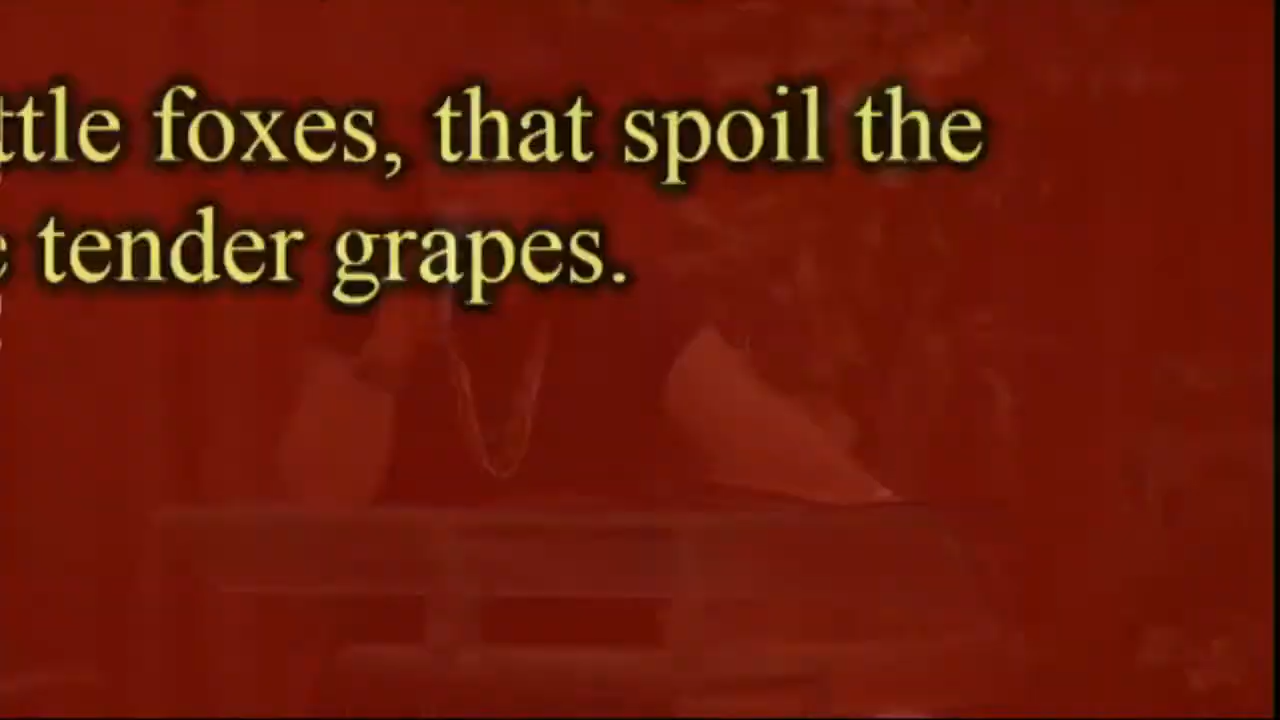 ttle foxes, that spoil the
tender grapes.